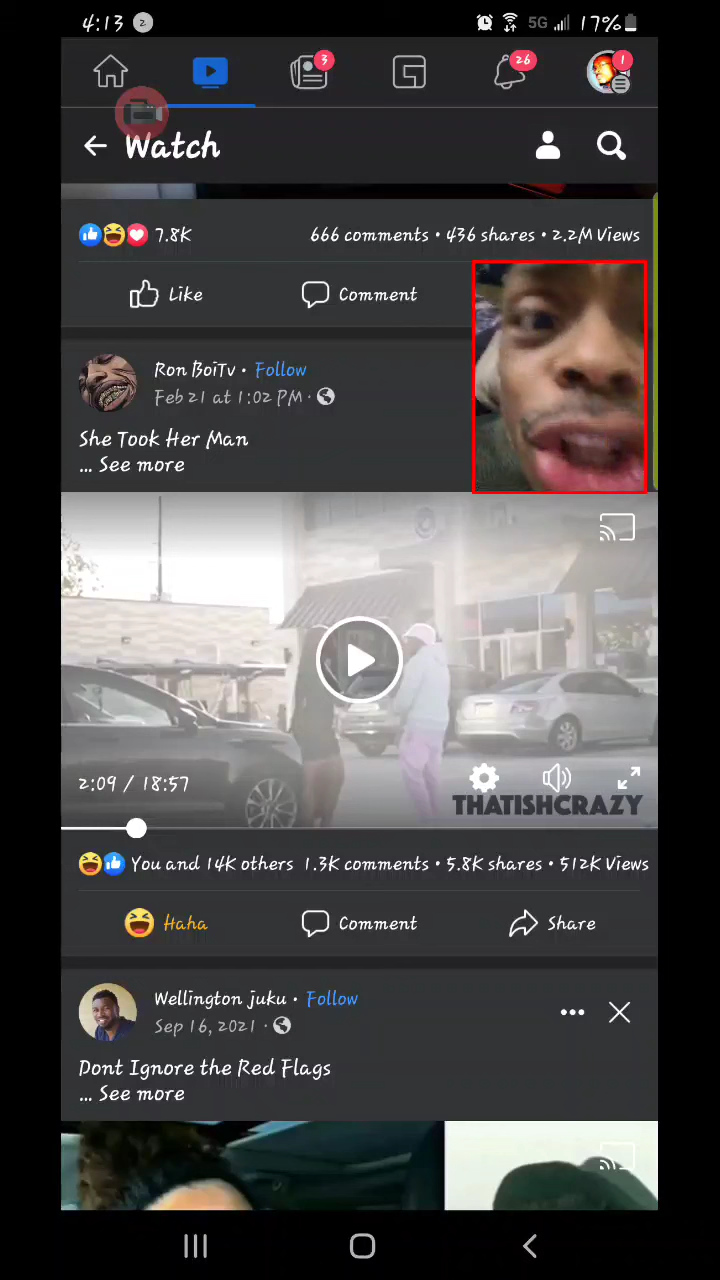 4:13 2 5G 17%
3 26 1
Watch
7.8K 666 comments • 436 shares • 2.2M Views
Like Comment
Ron BoiTv • Follow
Feb 21 at 1:02 PM •
She Took Her Man
... See more
2:09 / 18:57
THATISHCRAZY
You and 14K others 1.3K comments • 5.8K shares • 512K Views
Haha Comment Share
Wellington juku • Follow
Sep 16, 2021 •
Dont Ignore the Red Flags
... See more